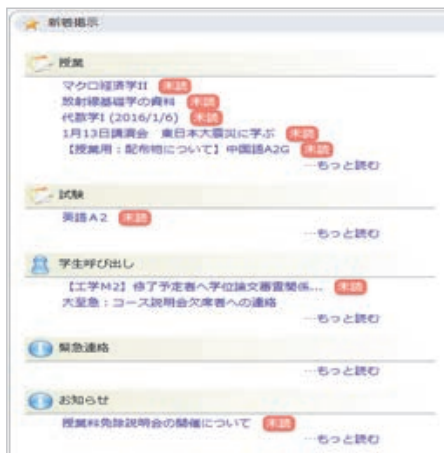 新着掲示
授業
マクロ経済学II 未読
放射線基礎学の資料 未読
代数学I (2016/1/6) 未読
1月13日講演会 東日本大震災に学ぶ 未読
【授業用：配布物について】中国語A2G 未読
…もっと読む
試験
英語A2 未読
…もっと読む
学生呼び出し
【工学M2】修了予定者へ学位論文審査関係... 未読
大至急：コース説明会欠席者への連絡
…もっと読む
緊急連絡
…もっと読む
お知らせ
授業料免除説明会の開催について 未読
…もっと読む